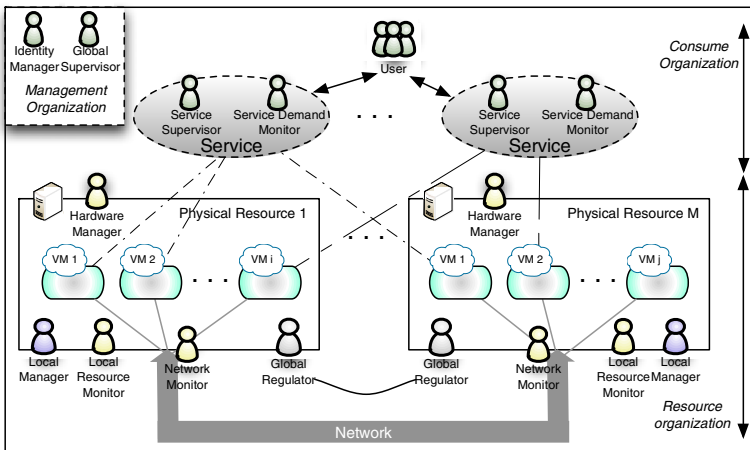 Identity
Manager
Global
Supervisor
Management
Organization
User
Consume
Organization
Service
Supervisor
Service Demand
Monitor
Service
. . .
Service
Supervisor
Service Demand
Monitor
Service
Hardware
Manager
Physical Resource 1
VM 1
VM 2
. . .
VM i
. . .
Hardware
Manager
Physical Resource M
VM 1
VM 2
. . .
VM j
Local
Manager
Local
Resource
Monitor
Network
Monitor
Global
Regulator
Global
Regulator
Network
Monitor
Local
Resource
Monitor
Local
Manager
Resource
organization
Network